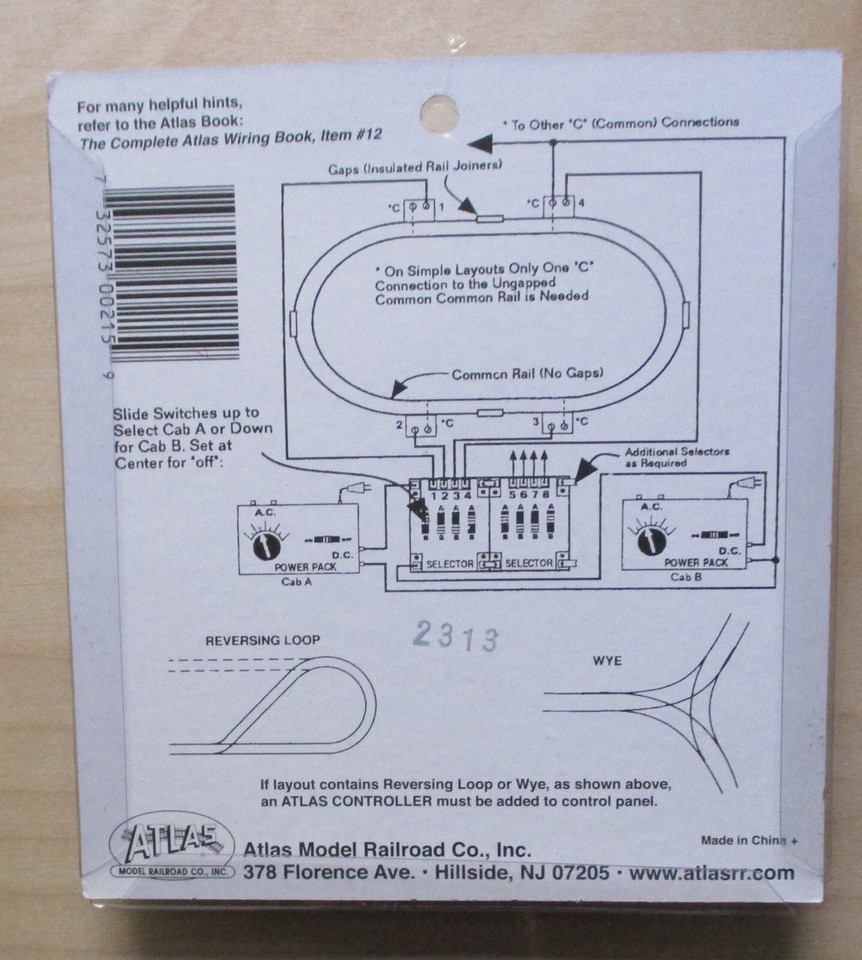 For many helpful hints,
refer to the Atlas Book:
The Complete Atlas Wiring Book, Item #12
* To Other "C" (Common) Connections
Gaps (Insulated Rail Joiners)
"C
1
"C
4
* On Simple Layouts Only One "C"
Connection to the Ungapped
Common Common Rail is Needed
7 32573 00215 9
Common Rail (No Gaps)
Slide Switches up to
Select Cab A or Down
for Cab B. Set at
Center for "off":
2
"C
3
"C
Additional Selectors
as Required
1 2 3 4
5 6 7 8
A A A A
A A A A
B B B B
B B B B
SELECTOR
SELECTOR
A.C.
D.C.
POWER PACK
Cab A
A.C.
D.C.
POWER PACK
Cab B
2313
REVERSING LOOP
WYE
If layout contains Reversing Loop or Wye, as shown above,
an ATLAS CONTROLLER must be added to control panel.
ATLAS
MODEL RAILROAD CO., INC.
Made in China +
Atlas Model Railroad Co., Inc.
378 Florence Ave. • Hillside, NJ 07205 • www.atlasrr.com